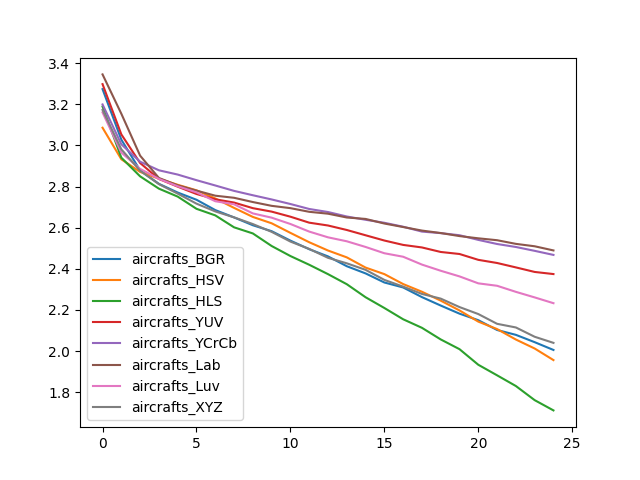 3.4
3.2
3.0
2.8
2.6
2.4
2.2
2.0
1.8
aircrafts_BGR
aircrafts_HSV
aircrafts_HLS
aircrafts_YUV
aircrafts_YCrCb
aircrafts_Lab
aircrafts_Luv
aircrafts_XYZ
0 5 10 15 20 25